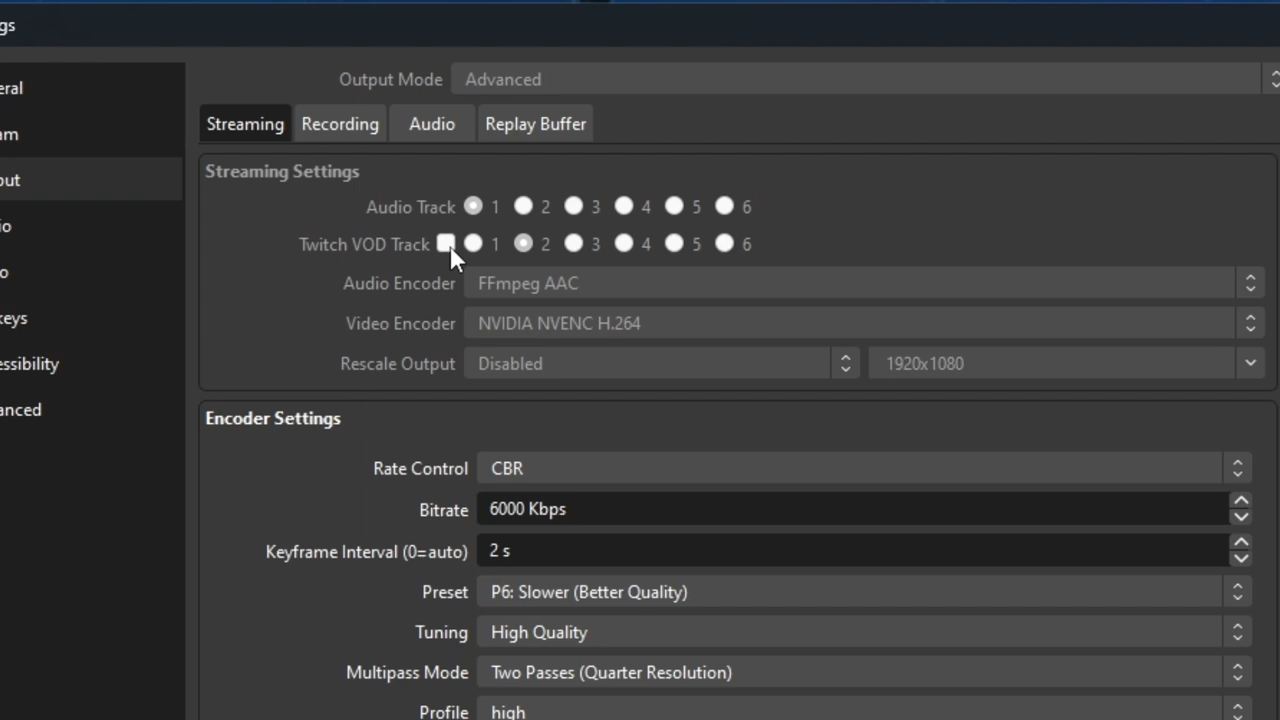 gs
eral
am
out
io
o
keys
essibility
anced
Output Mode Advanced
Streaming Recording Audio Replay Buffer
Streaming Settings
Audio Track 1 2 3 4 5 6
Twitch VOD Track 1 2 3 4 5 6
Audio Encoder FFmpeg AAC
Video Encoder NVIDIA NVENC H.264
Rescale Output Disabled 1920x1080
Encoder Settings
Rate Control CBR
Bitrate 6000 Kbps
Keyframe Interval (0=auto) 2 s
Preset P6: Slower (Better Quality)
Tuning High Quality
Multipass Mode Two Passes (Quarter Resolution)
Profile high